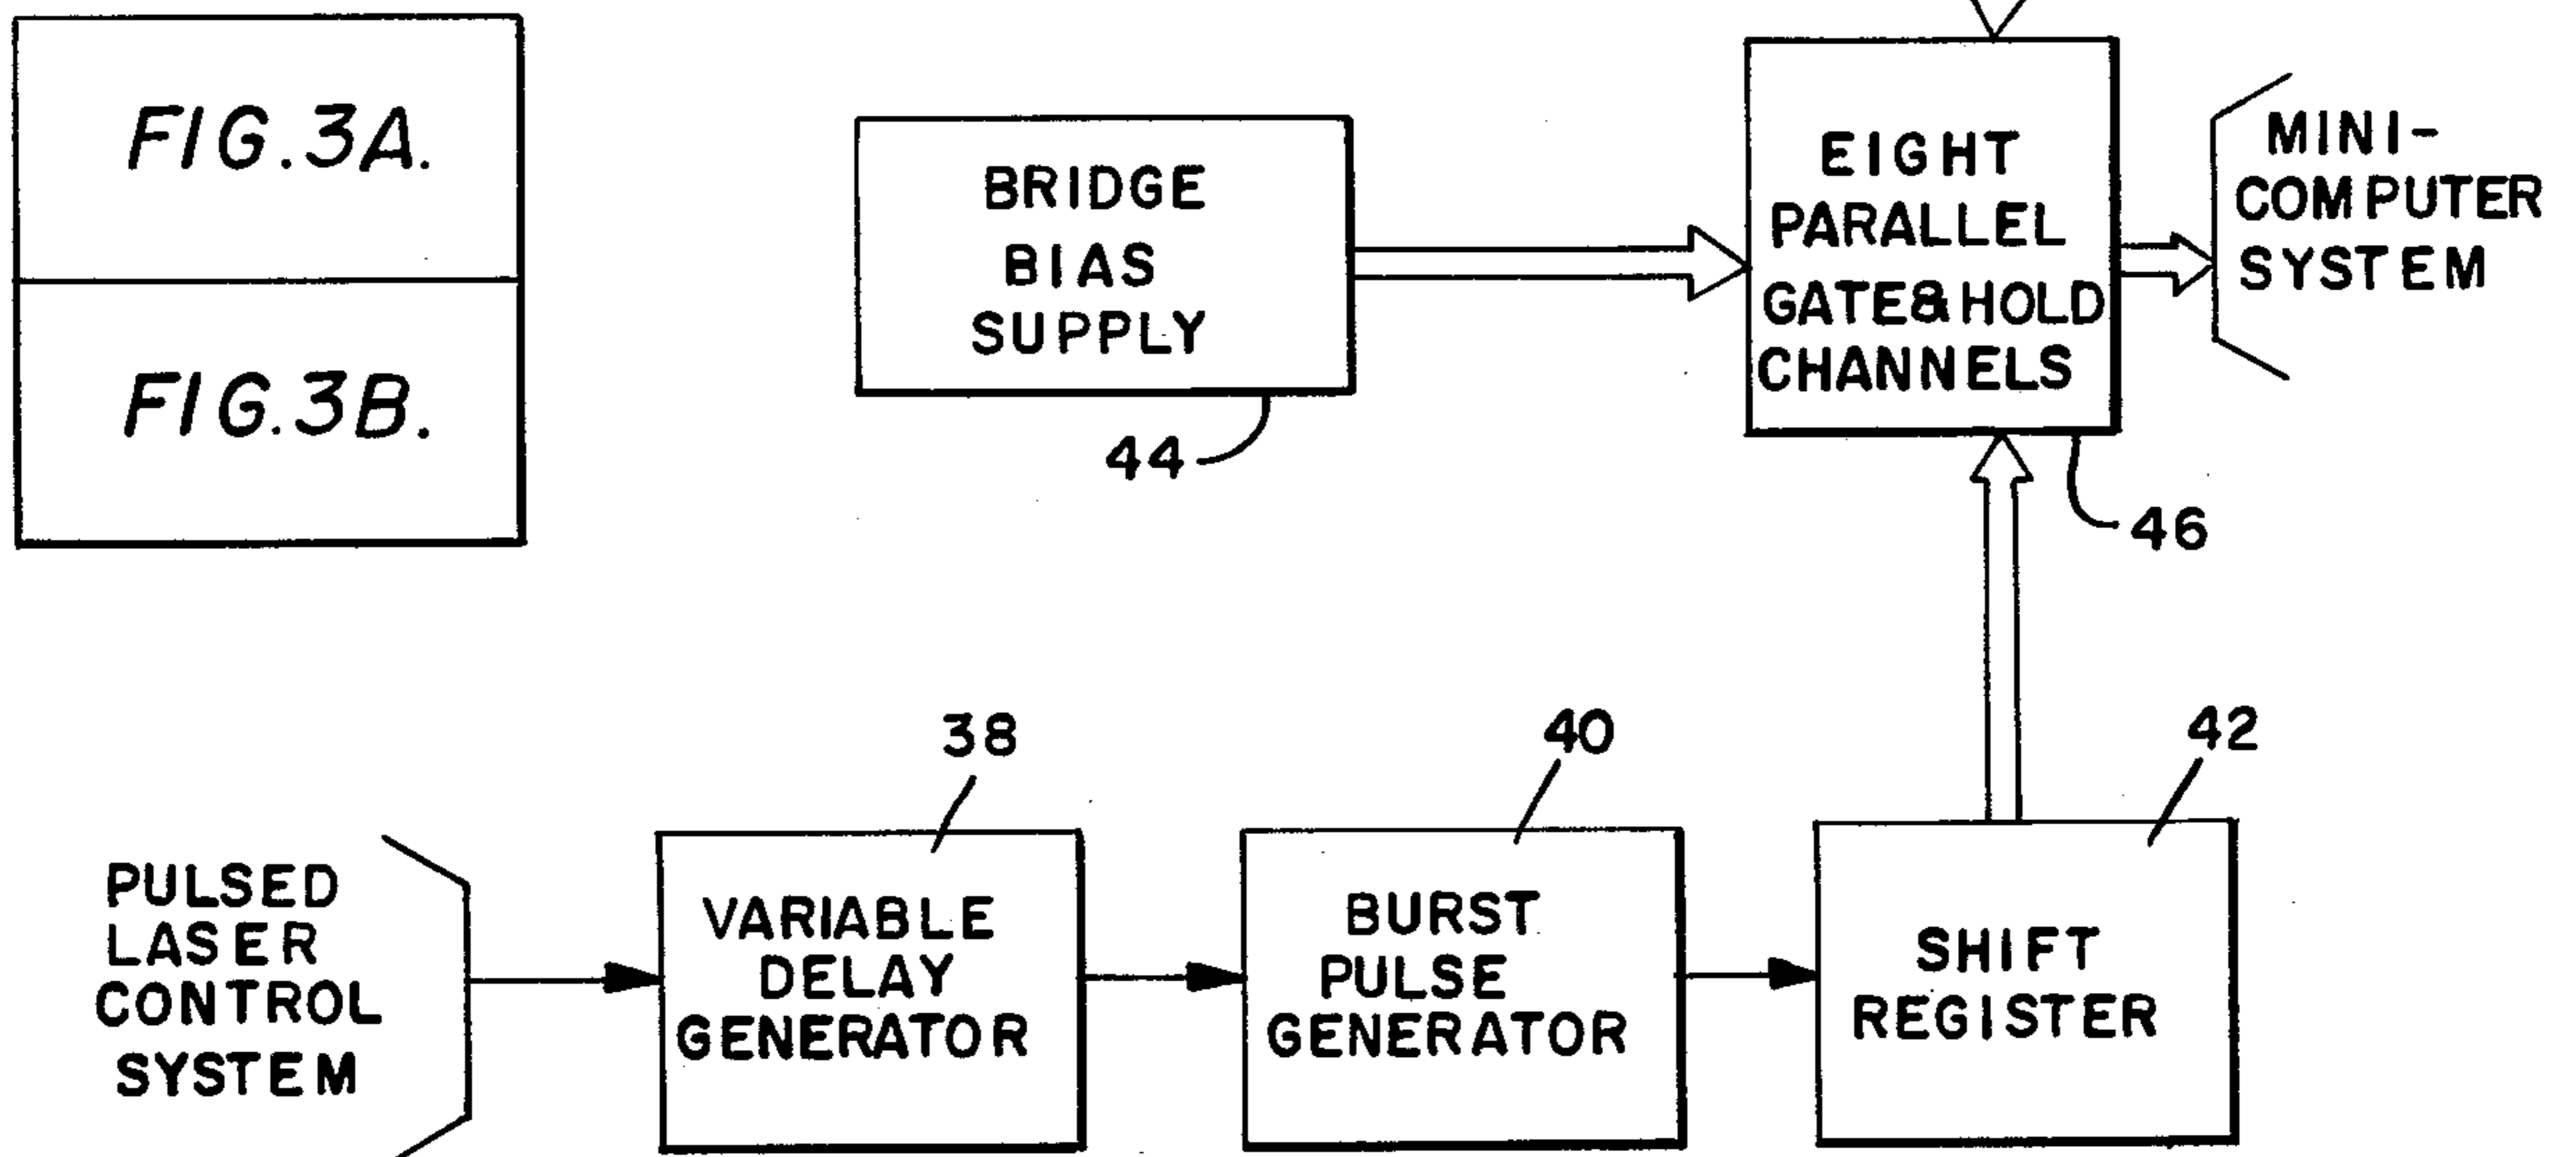 FIG.3A.
FIG.3B.
BRIDGE
BIAS
SUPPLY
44
EIGHT
PARALLEL
GATE&HOLD
CHANNELS
46
MINI-
COMPUTER
SYSTEM
PULSED
LASER
CONTROL
SYSTEM
38
VARIABLE
DELAY
GENERATOR
40
BURST
PULSE
GENERATOR
42
SHIFT
REGISTER